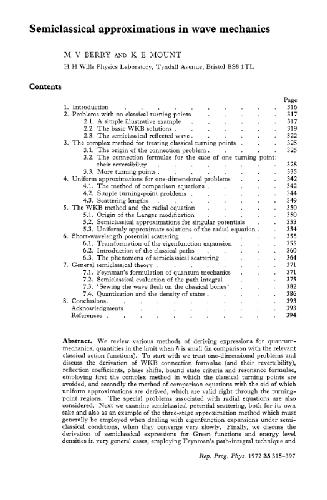 Semiclassical approximations in wave mechanics
M V BERRY AND K E MOUNT
H H Wills Physics Laboratory, Tyndall Avenue, Bristol BS8 1TL
Contents
Page
1. Introduction . . . . . . . . 316
2. Problems with no classical turning points . . . . 317
2.1. A simple illustrative example . . . . . 317
2.2. The basic WKB solutions . . . . . . 319
2.3. The semiclassical reflected wave . . . . . 322
3. The complex method for treating classical turning points . . 325
3.1. The origin of the connection problem . . . . 325
3.2. The connection formulae for the case of one turning point:
their reversibility . . . . . . . 328
3.3. More turning points . . . . . . 333
4. Uniform approximations for one-dimensional problems . . 342
4.1. The method of comparison equations . . . . 342
4.2. Simple turning-point problems . . . . . 344
4.3. Scattering lengths . . . . . . 349
5. The WKB method and the radial equation . . . . 350
5.1. Origin of the Langer modification . . . . 350
5.2. Semiclassical approximations for singular potentials . . 353
5.3. Uniformly approximate solutions of the radial equation . 354
6. Short-wavelength potential scattering . . . . . 355
6.1. Transformation of the eigenfunction expansion . . 355
6.2. Introduction of the classical paths . . . . 360
6.3. The phenomena of semiclassical scattering . . . 364
7. General semiclassical theory . . . . . . 371
7.1. Feynman's formulation of quantum mechanics . . . 371
7.2. Semiclassical evaluation of the path integral . . . 375
7.3. 'Sewing the wave flesh on the classical bones' . . . 382
7.4. Quantization and the density of states . . . . 386
8. Conclusions. . . . . . . . 393
Acknowledgments . . . . . . . 393
References . . . . . . . . 394
Abstract. We review various methods of deriving expressions for quantum-
mechanical quantities in the limit when ħ is small (in comparison with the relevant
classical action functions). To start with we treat one-dimensional problems and
discuss the derivation of WKB connection formulae (and their reversibility),
reflection coefficients, phase shifts, bound state criteria and resonance formulae,
employing first the complex method in which the classical turning points are
avoided, and secondly the method of comparison equations with the aid of which
uniform approximations are derived, which are valid right through the turning-
point regions. The special problems associated with radial equations are also
considered. Next we examine semiclassical potential scattering, both for its own
sake and also as an example of the three-stage approximation method which must
generally be employed when dealing with eigenfunction expansions under semi-
classical conditions, when they converge very slowly. Finally, we discuss the
derivation of semiclassical expressions for Green functions and energy level
densities in very general cases, employing Feynman's path-integral technique and
Rep. Prog. Phys. 1972 35 315–397